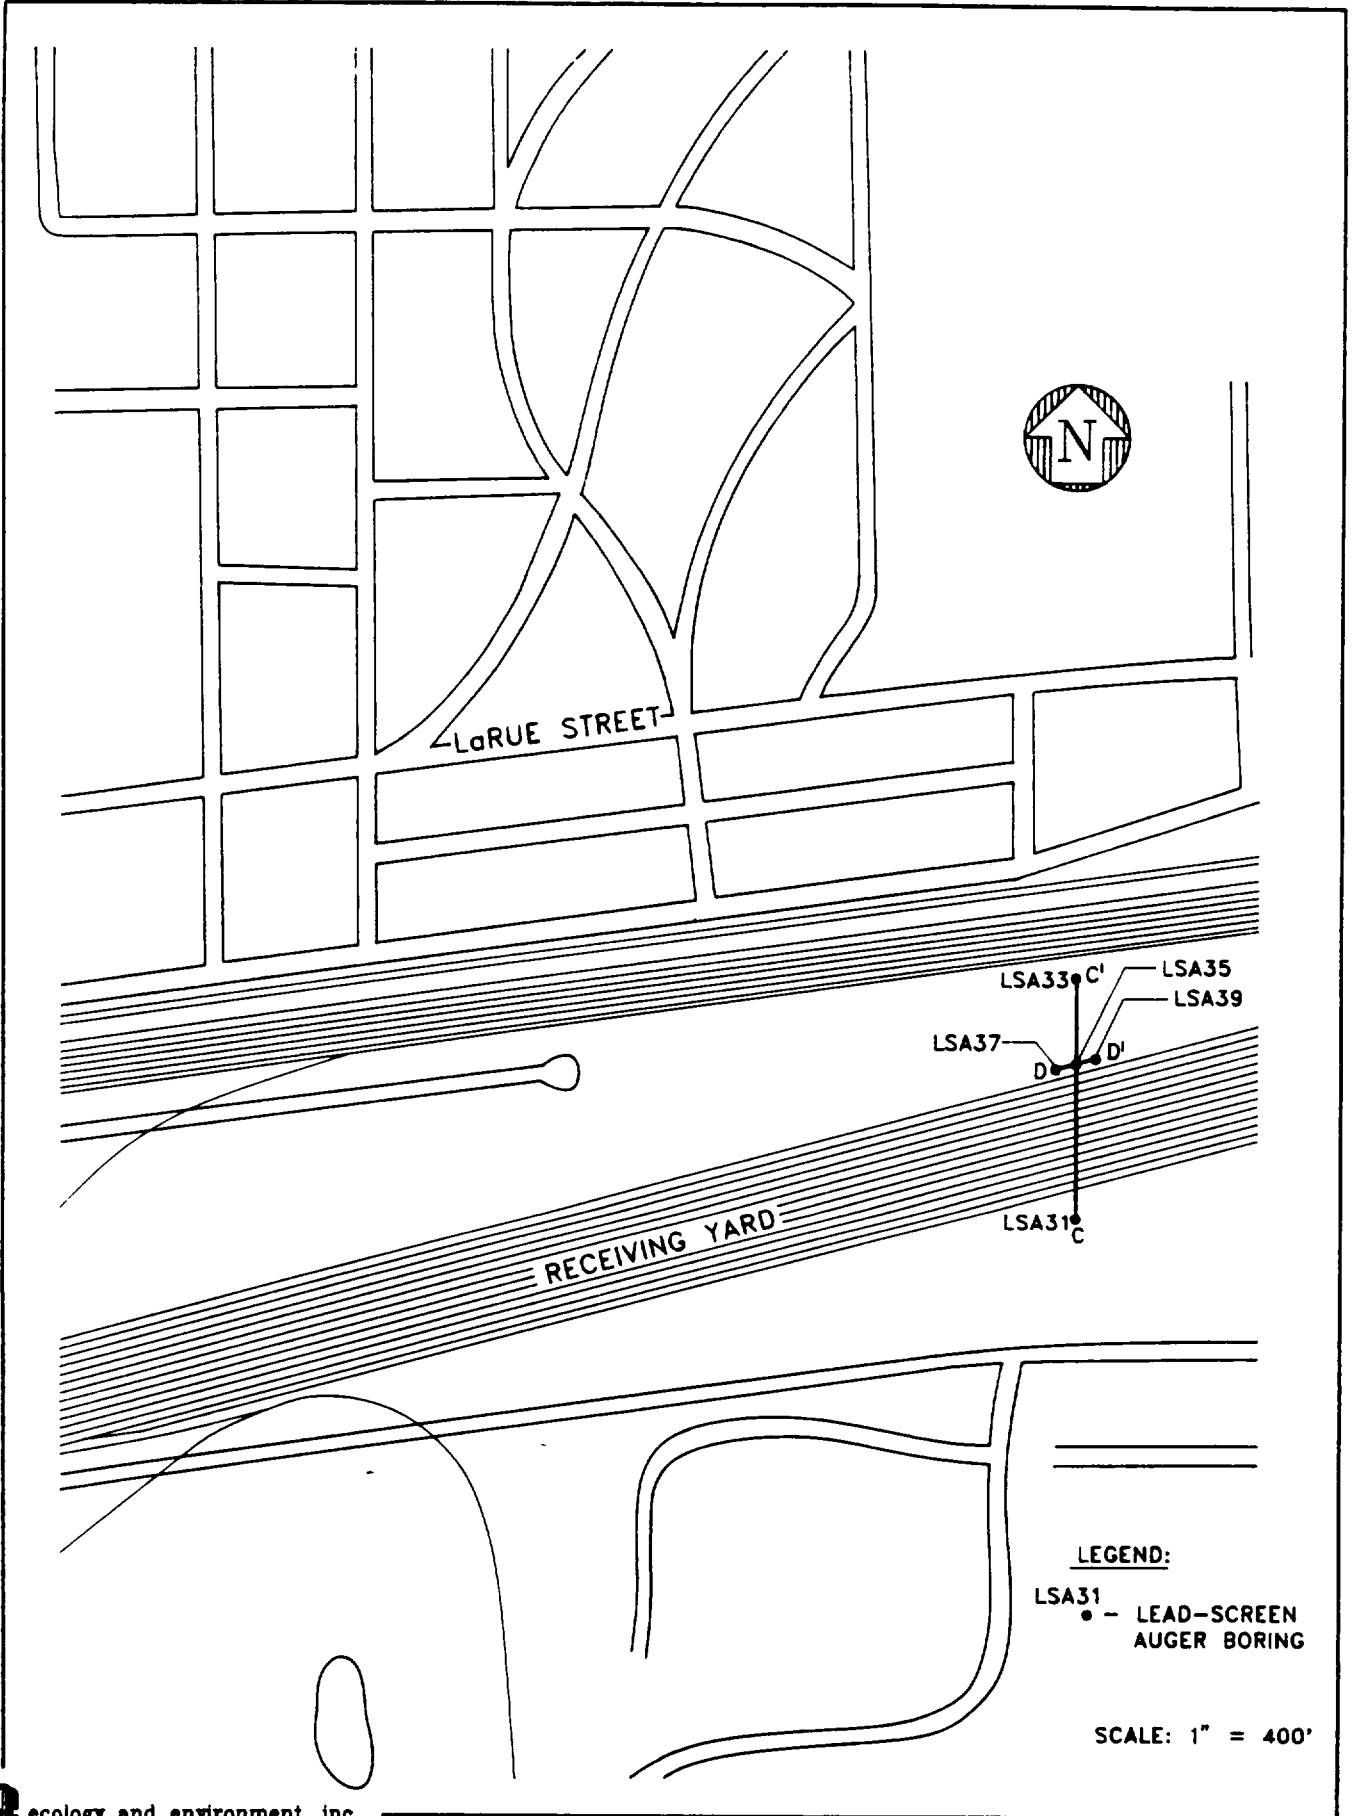 N
LaRUE STREET
LSA33 C'
LSA35
LSA39
LSA37
D D'
RECEIVING YARD
LSA31
C
LEGEND:
LSA31
- LEAD-SCREEN
AUGER BORING
SCALE: 1" = 400'
ecology and environment, inc.